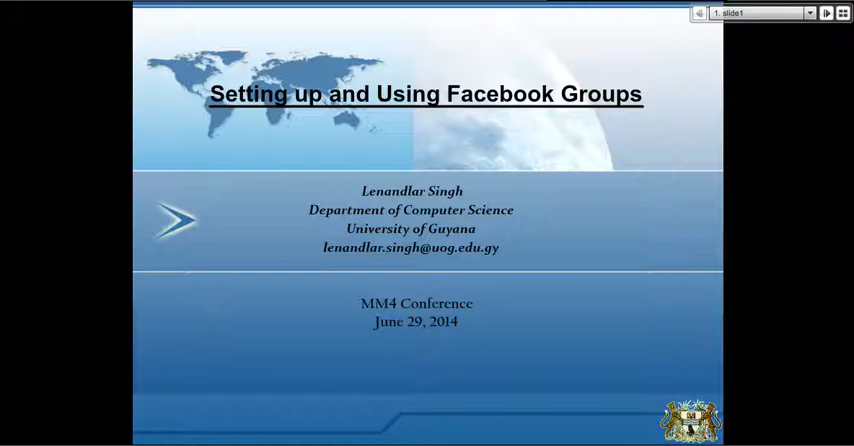 1. slide1
Setting up and Using Facebook Groups
Lenandlar Singh
Department of Computer Science
University of Guyana
lenandlar.singh@uog.edu.gy
MM4 Conference
June 29, 2014